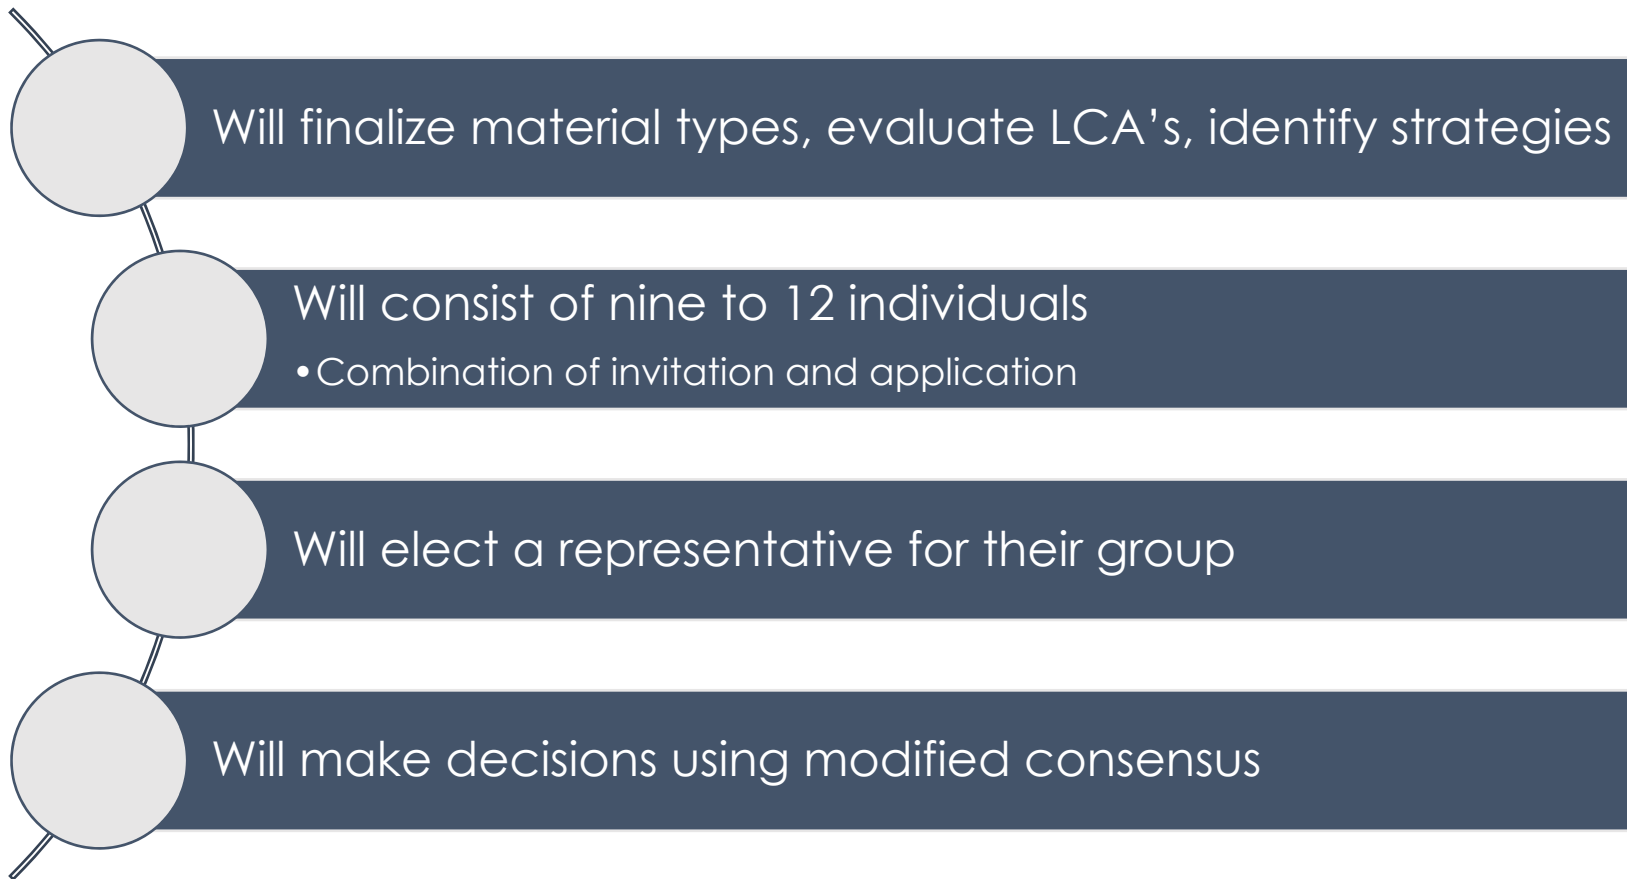 Will finalize material types, evaluate LCA’s, identify strategies
Will consist of nine to 12 individuals
•Combination of invitation and application
Will elect a representative for their group
Will make decisions using modified consensus